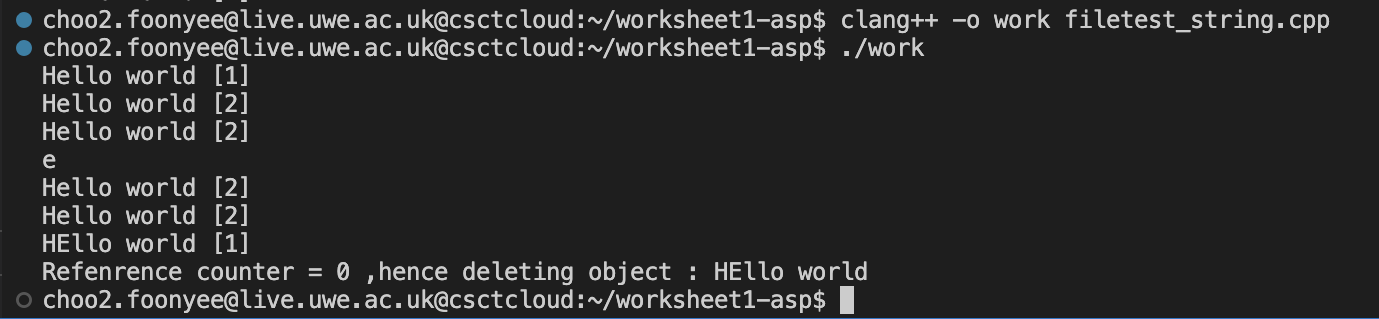 choo2.foonyee@live.uwe.ac.uk@csctcloud:~/worksheet1-asp$ clang++ -o work filetest_string.cpp
choo2.foonyee@live.uwe.ac.uk@csctcloud:~/worksheet1-asp$ ./work
Hello world [1]
Hello world [2]
Hello world [2]
e
Hello world [2]
Hello world [2]
HEllo world [1]
Refenrence counter = 0 ,hence deleting object : HEllo world
choo2.foonyee@live.uwe.ac.uk@csctcloud:~/worksheet1-asp$